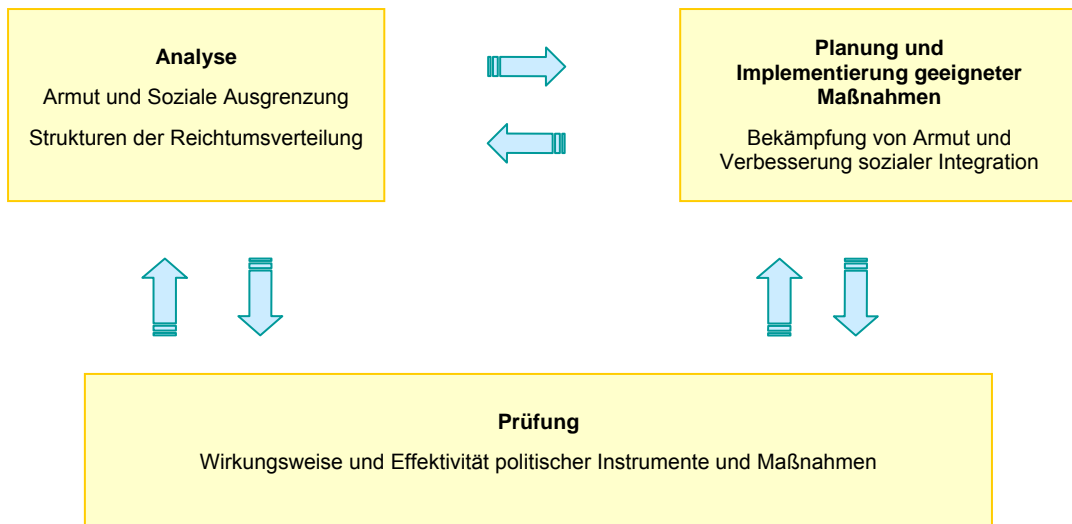 Analyse
Armut und Soziale Ausgrenzung
Strukturen der Reichtumsverteilung
Planung und
Implementierung geeigneter
Maßnahmen
Bekämpfung von Armut und
Verbesserung sozialer Integration
Prüfung
Wirkungsweise und Effektivität politischer Instrumente und Maßnahmen